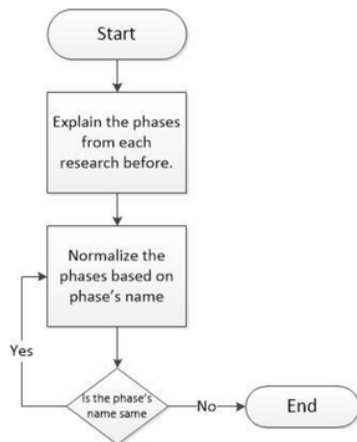 Start
Explain the phases
from each
research before.
Normalize the
phases based on
phase's name
Yes
Is the phase's
name same
No
End